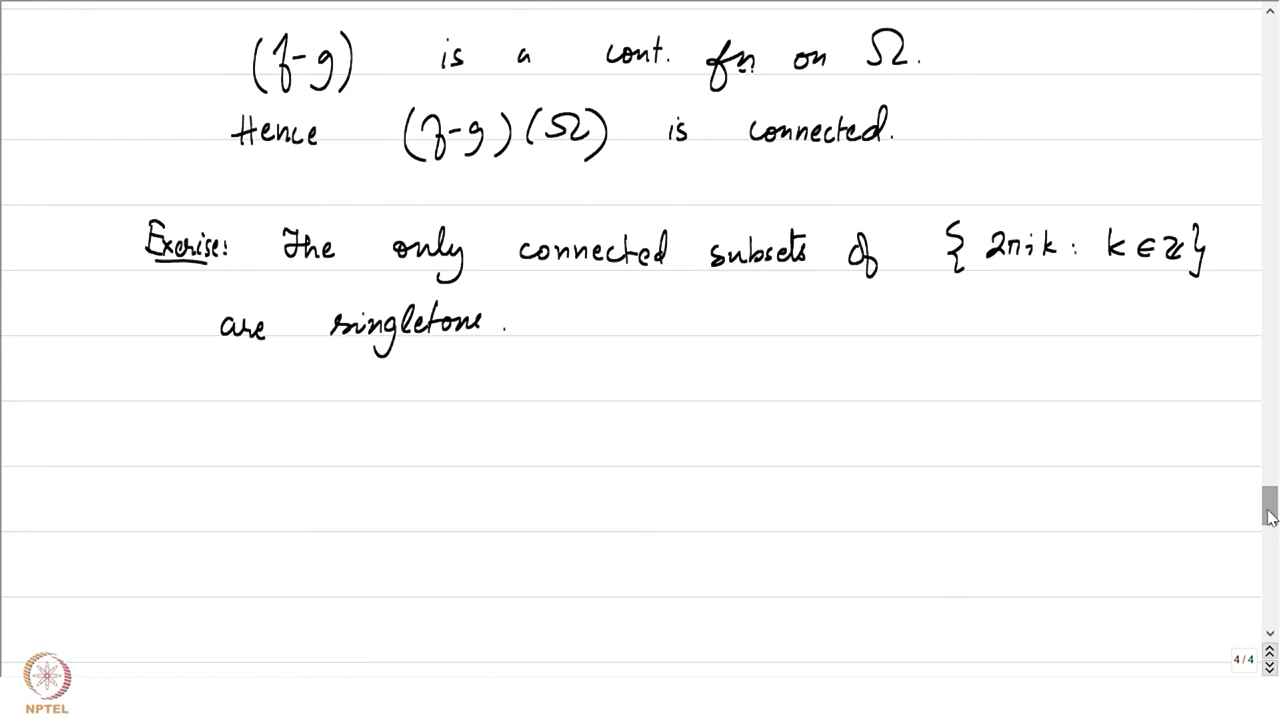 (f-g) is a cont. fn on Ω.
Hence (f-g)(Ω) is connected.
Exercise: The only connected subsets of {2πik : k ∈ ℤ}
are singletons.
4 / 4
NPTEL